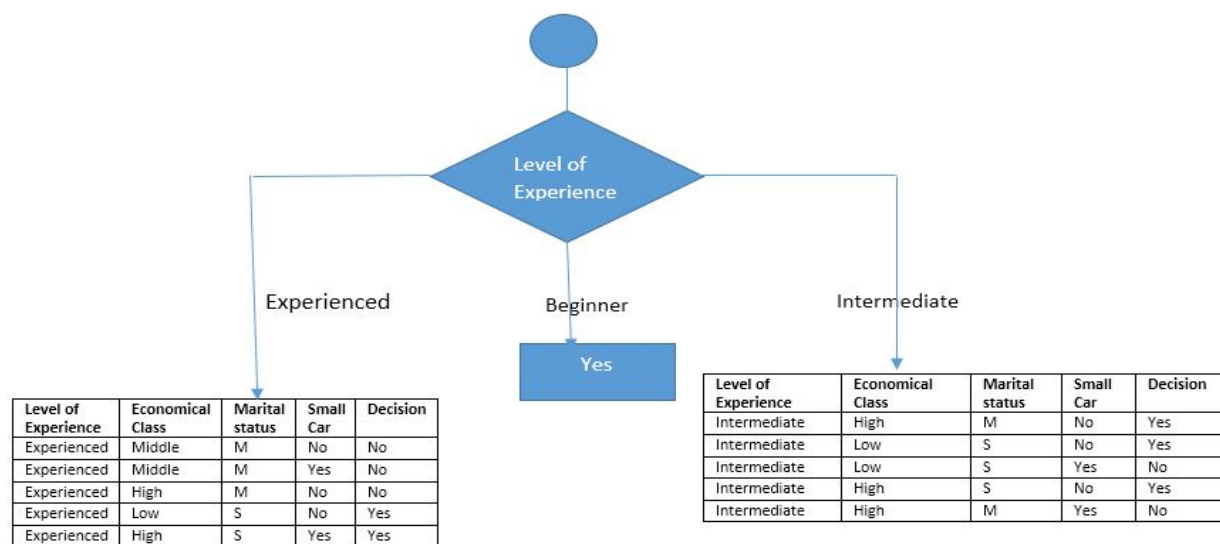 Level of
Experience
Experienced
Beginner
Intermediate
Yes
Level of Experience Economical Class Marital status Small Car Decision
Experienced Middle M No No
Experienced Middle M Yes No
Experienced High M No No
Experienced Low S No Yes
Experienced High S Yes Yes
Level of Experience Economical Class Marital status Small Car Decision
Intermediate High M No Yes
Intermediate Low S No Yes
Intermediate Low S Yes No
Intermediate High S No Yes
Intermediate High M Yes No